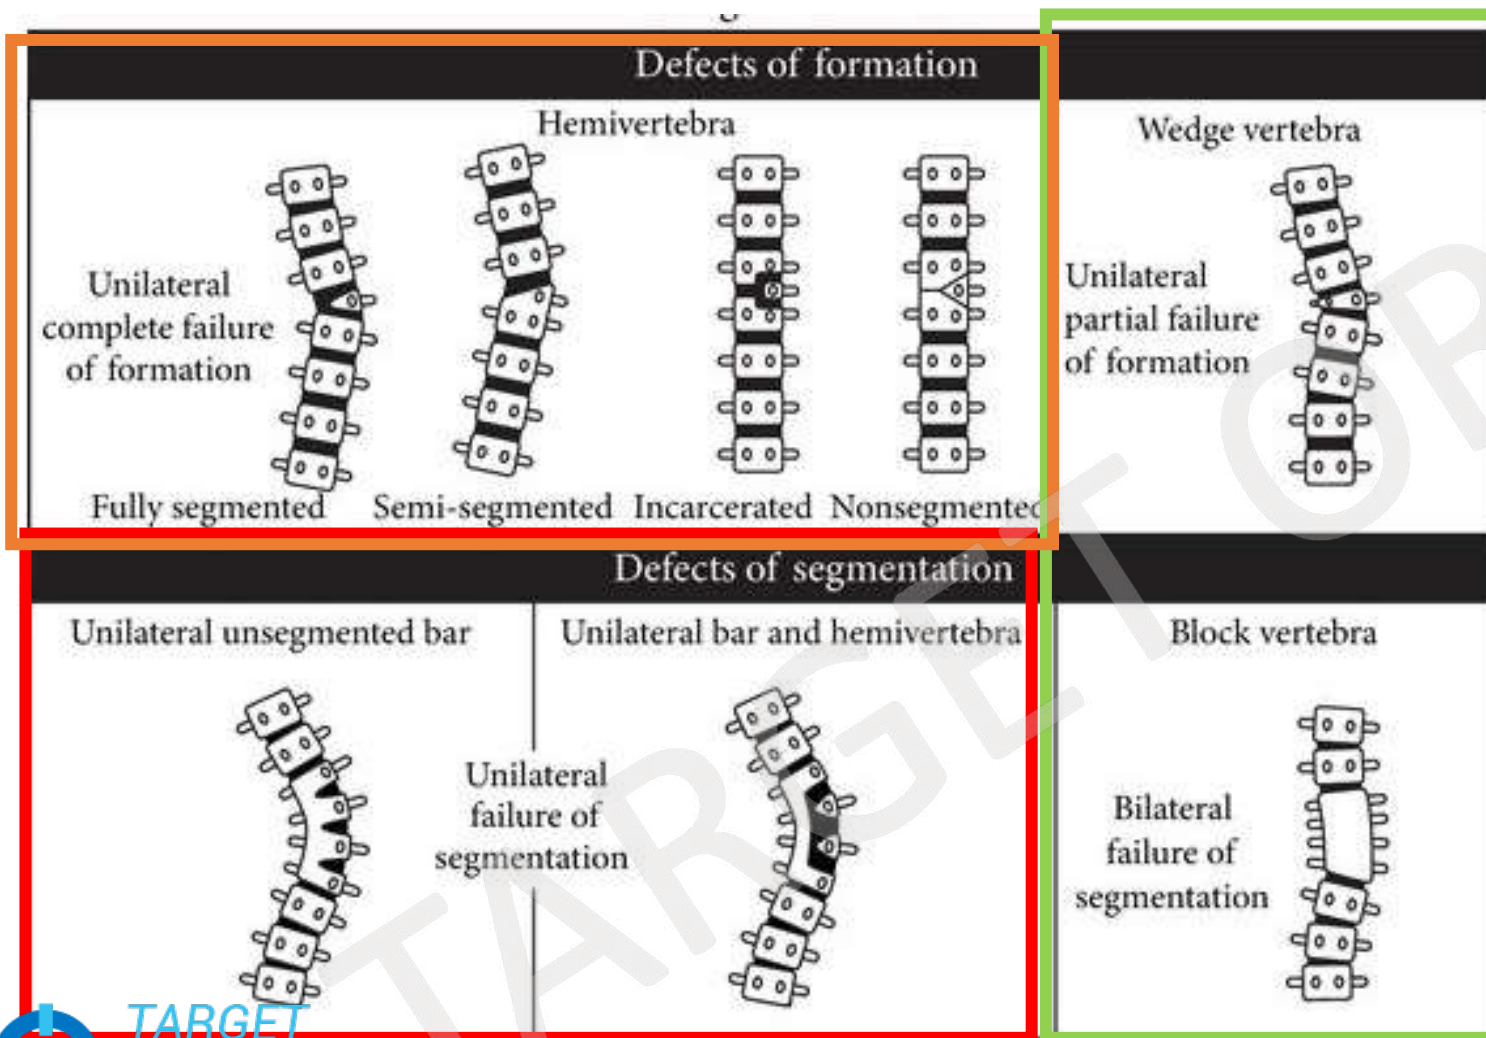 Defects of formation
Hemivertebra
Wedge vertebra
Unilateral
complete failure
of formation
Unilateral
partial failure
of formation
Fully segmented
Semi-segmented
Incarcerated
Nonsegmented
Defects of segmentation
Unilateral unsegmented bar
Unilateral bar and hemivertebra
Block vertebra
Unilateral
failure of
segmentation
Bilateral
failure of
segmentation
TARGET